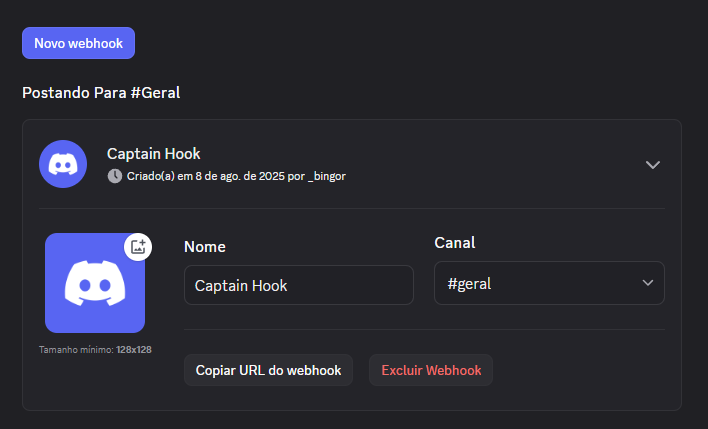 Novo webhook
Postando Para #Geral
Captain Hook
Criado(a) em 8 de ago. de 2025 por _bingor
Nome
Canal
Captain Hook
#geral
Tamanho mínimo: 128x128
Copiar URL do webhook
Excluir Webhook